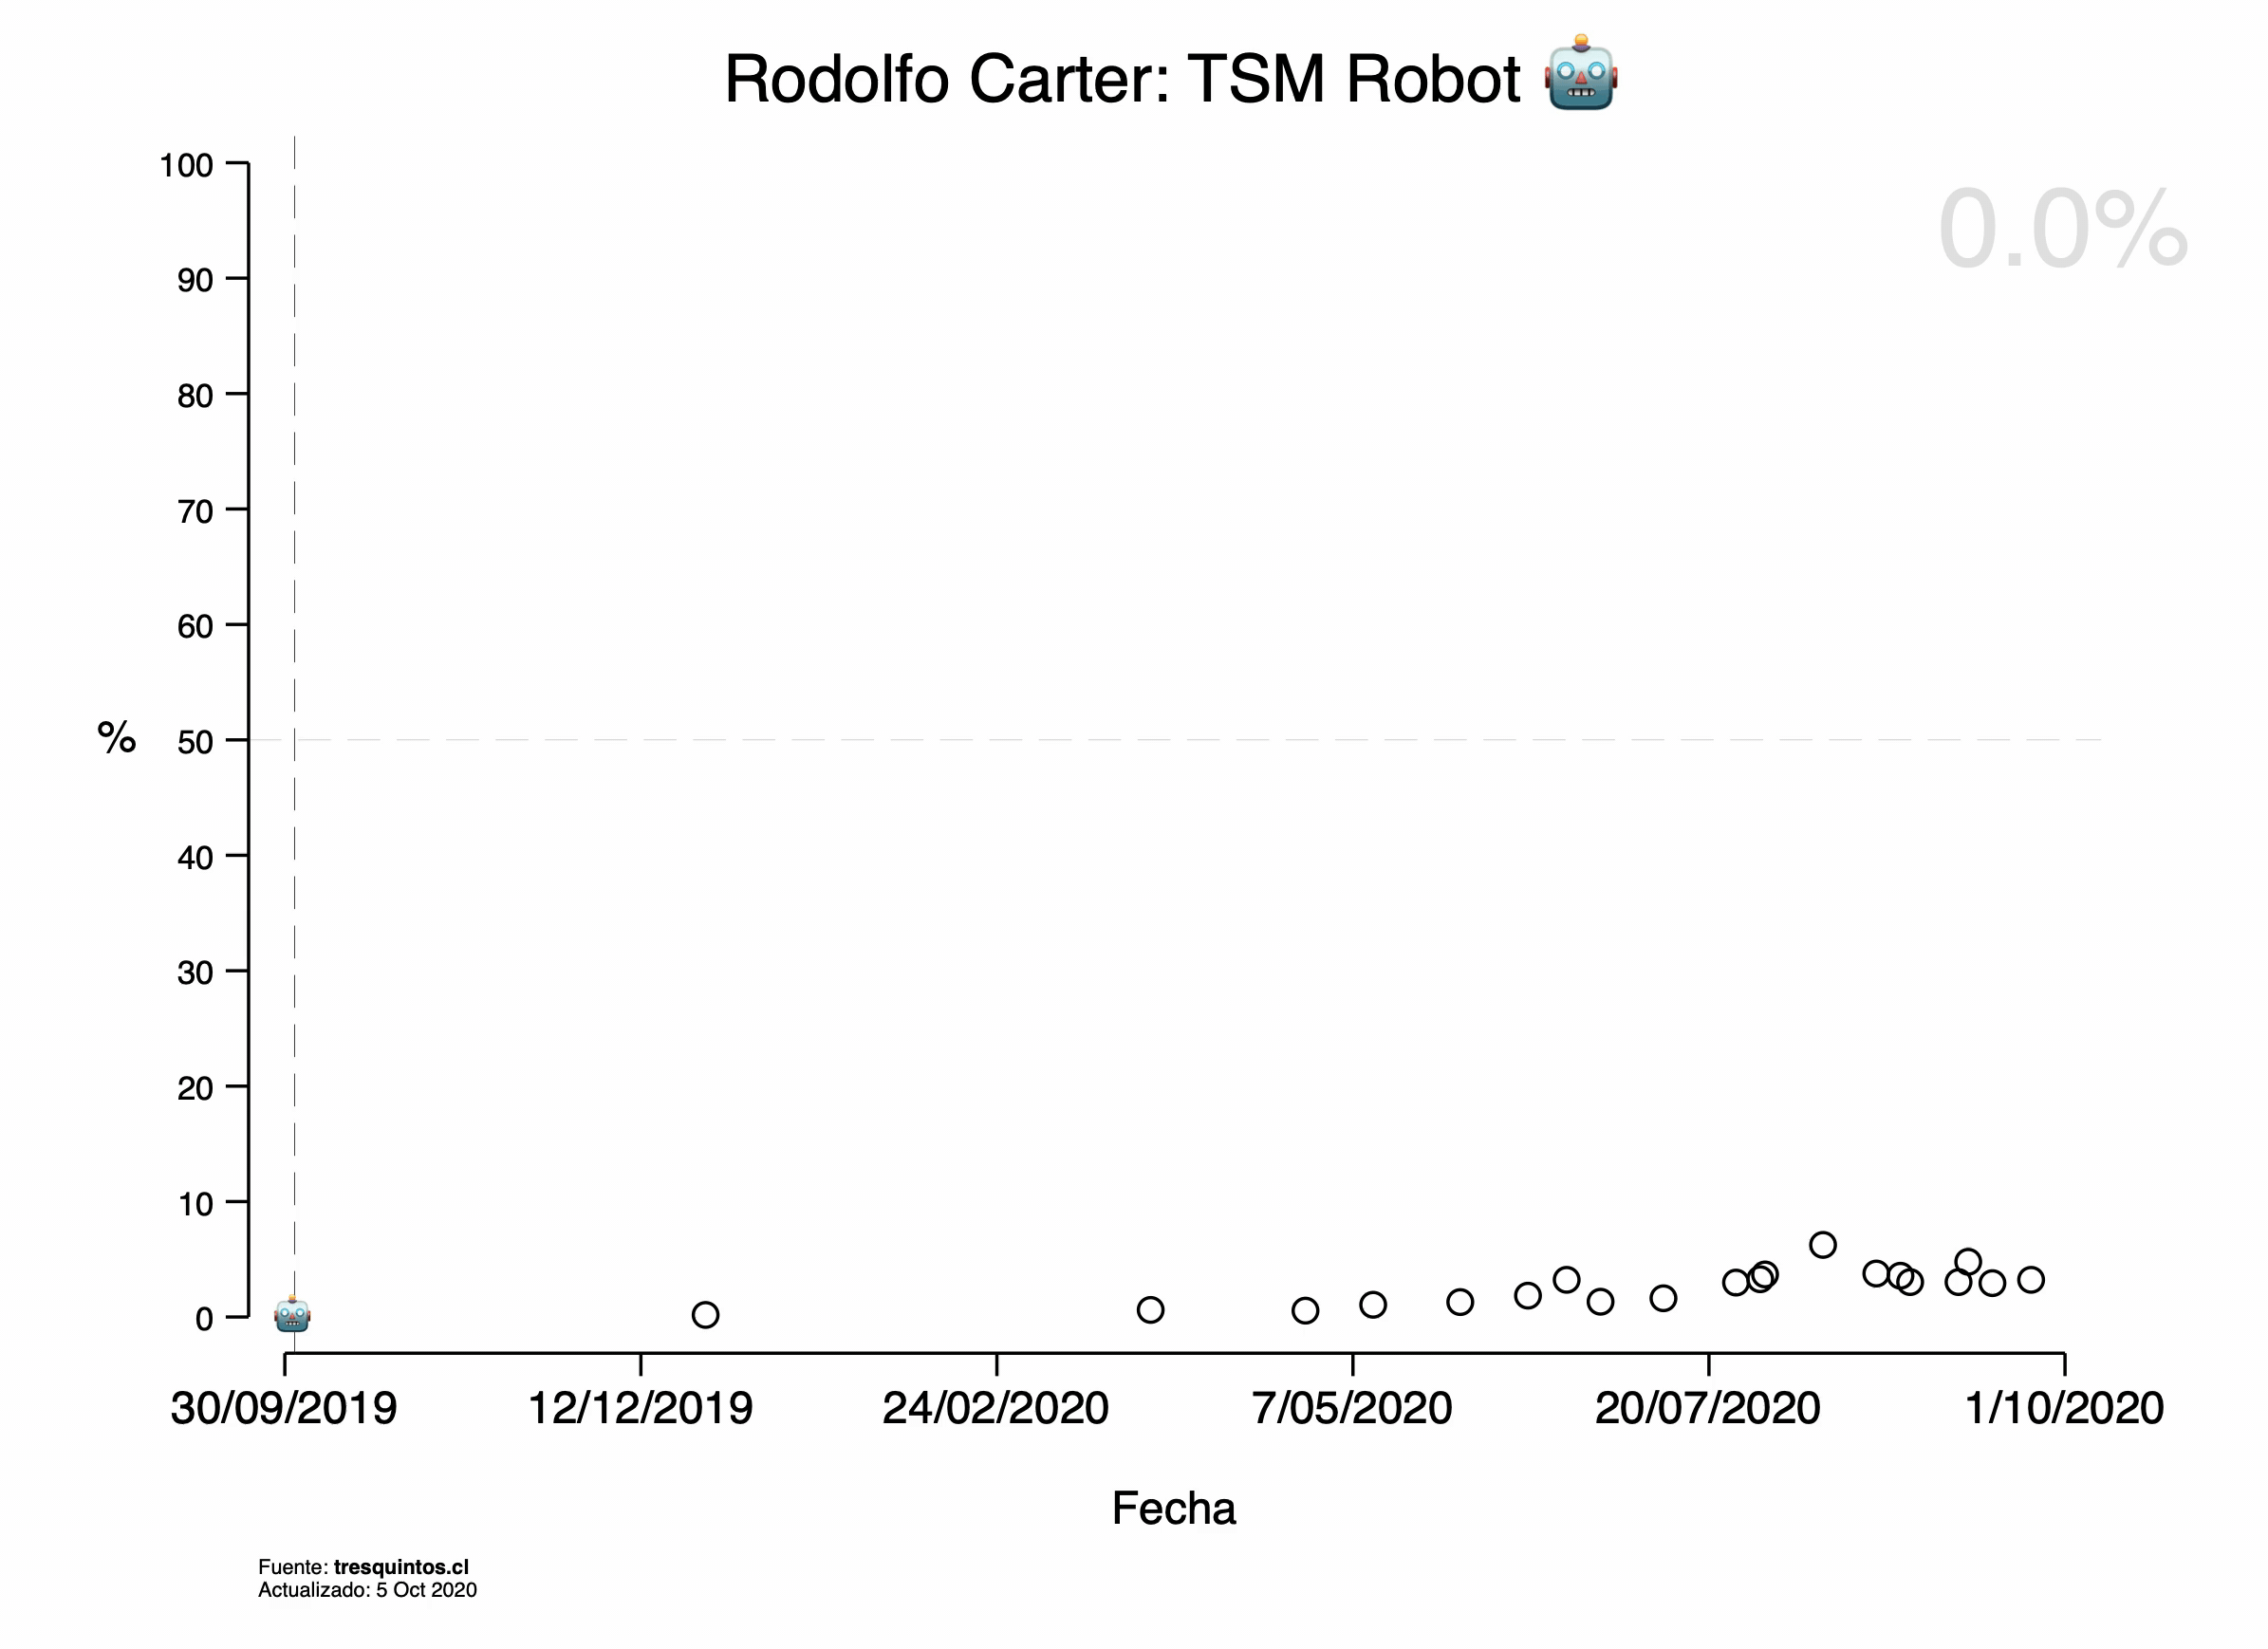 Rodolfo Carter: TSM Robot 🤖
0.0%
100
90
80
70
60
% 50
40
30
20
10
0
30/09/2019 12/12/2019 24/02/2020 7/05/2020 20/07/2020 1/10/2020
Fecha
Fuente: tresquintos.cl
Actualizado: 5 Oct 2020